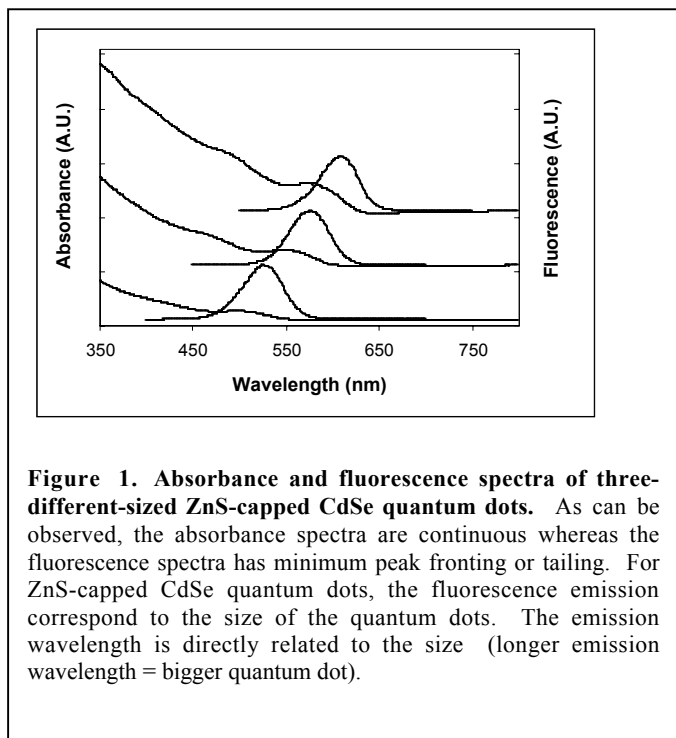 Absorbance (A.U.)
Fluorescence (A.U.)
350 450 550 650 750
Wavelength (nm)
Figure 1. Absorbance and fluorescence spectra of three-
different-sized ZnS-capped CdSe quantum dots. As can be
observed, the absorbance spectra are continuous whereas the
fluorescence spectra has minimum peak fronting or tailing. For
ZnS-capped CdSe quantum dots, the fluorescence emission
correspond to the size of the quantum dots. The emission
wavelength is directly related to the size (longer emission
wavelength = bigger quantum dot).